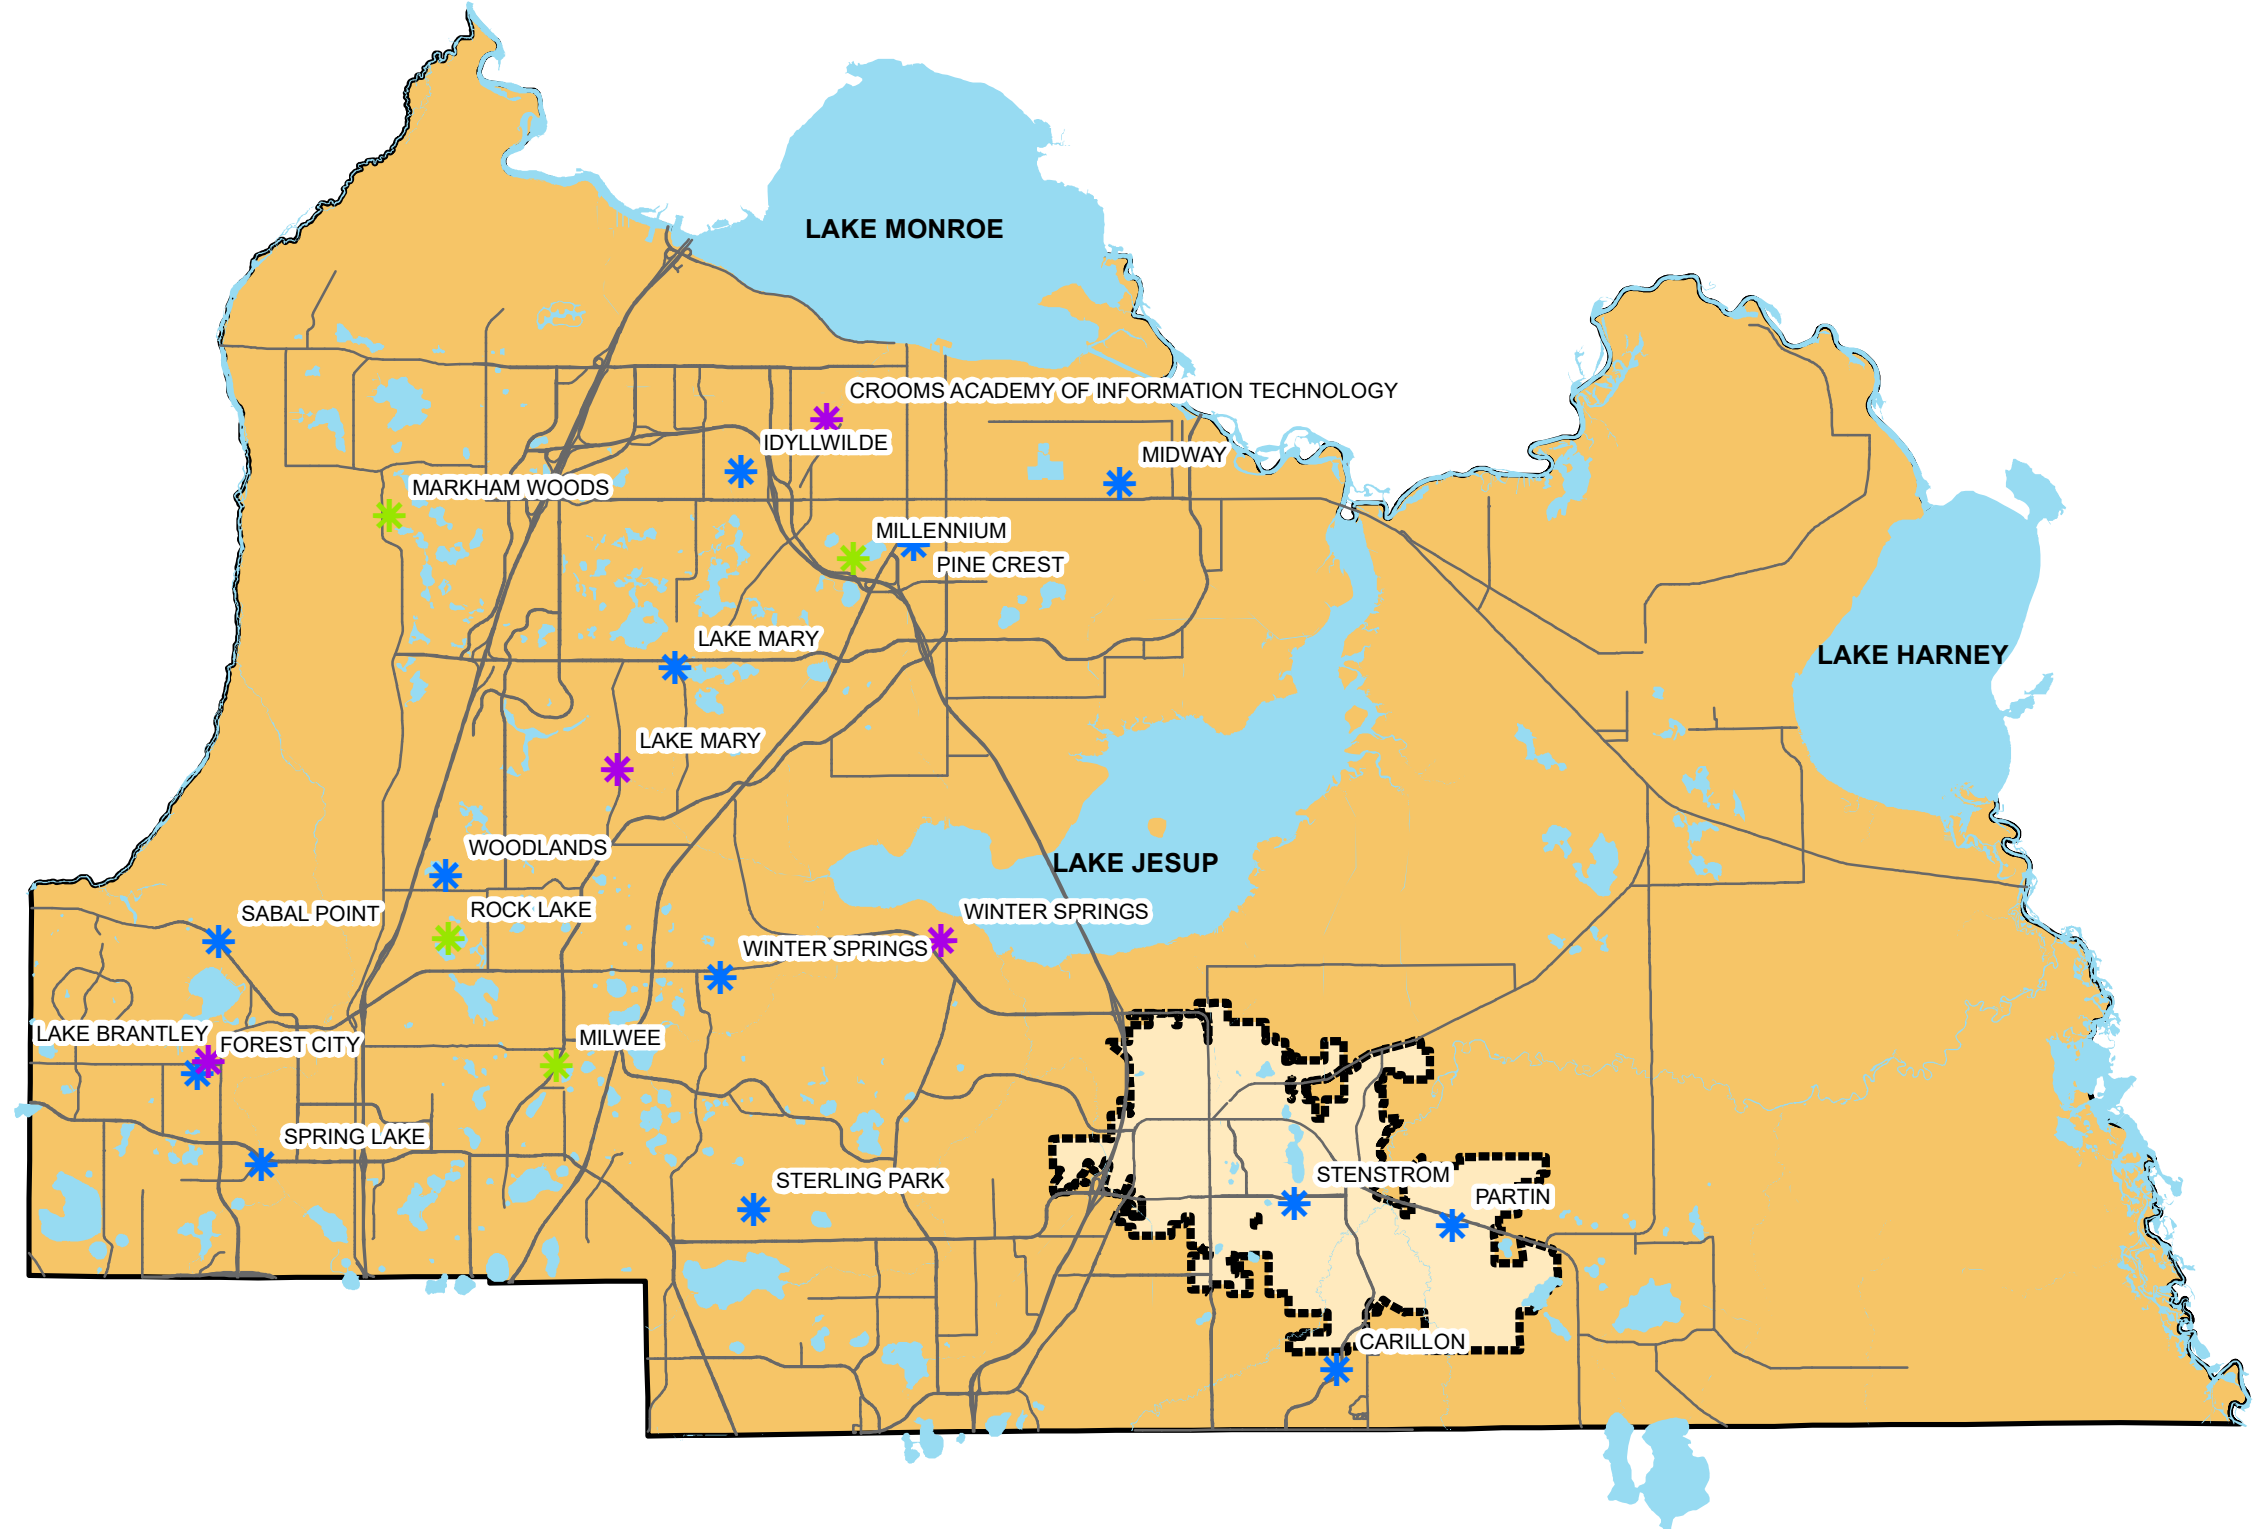 LAKE MONROE
CROOMS ACADEMY OF INFORMATION TECHNOLOGY
IDYLLWILDE
MIDWAY
MARKHAM WOODS
MILLENNIUM
PINE CREST
LAKE MARY
LAKE HARNEY
LAKE MARY
WOODLANDS
LAKE JESUP
ROCK LAKE
SABAL POINT
WINTER SPRINGS
WINTER SPRINGS
LAKE BRANTLEY
FOREST CITY
MILWEE
SPRING LAKE
STENSTROM
STERLING PARK
PARTIN
CARILLON